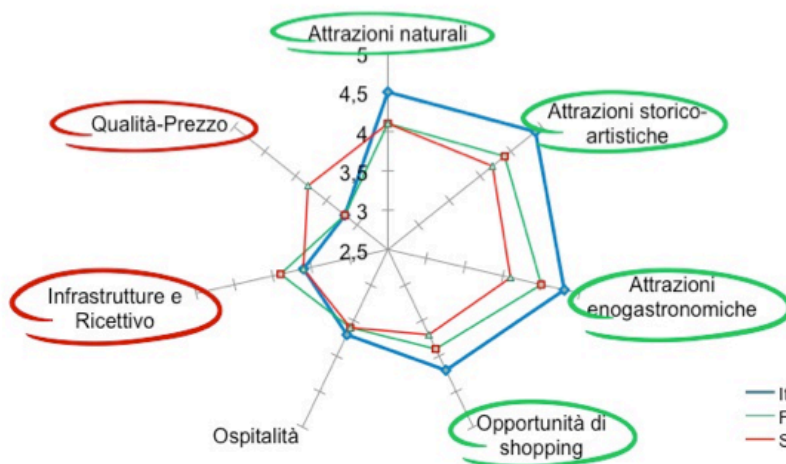 Attrazioni naturali
5
4,5
4
3,5
3
2,5
Attrazioni storico-
artistiche
Attrazioni
enogastronomiche
Opportunità di
shopping
Ospitalità
Infrastrutture e
Ricettivo
Qualità-Prezzo